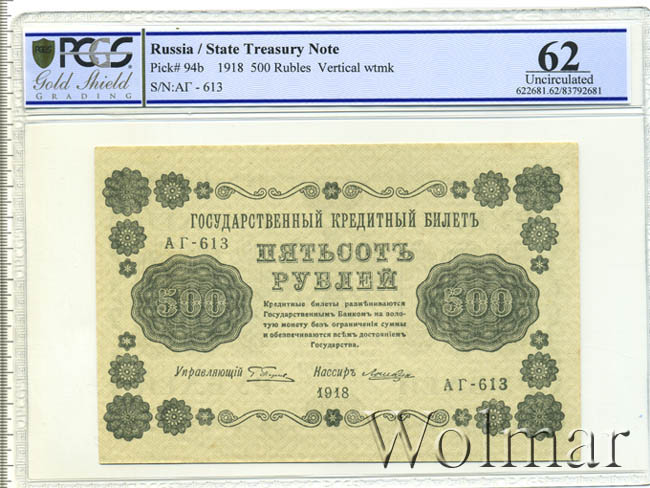 PCGS
Gold Shield
GRADING
Russia / State Treasury Note
Pick# 94b 1918 500 Rubles Vertical wtmk
S/N:АГ - 613
62
Uncirculated
622681.62/83792681
ГОСУДАРСТВЕННЫЙ КРЕДИТНЫЙ БИЛЕТЪ
АГ-613
ПЯТЬСОТЪ
РУБЛЕЙ
500
500
Кредитные билеты размѣниваются
Государственнымъ Банкомъ на золо-
тую монету безъ ограниченія суммы
и обезпечиваются всѣмъ достояніемъ
Государства.
Управляющій
Кассиръ
1918
АГ-613
Wolmar